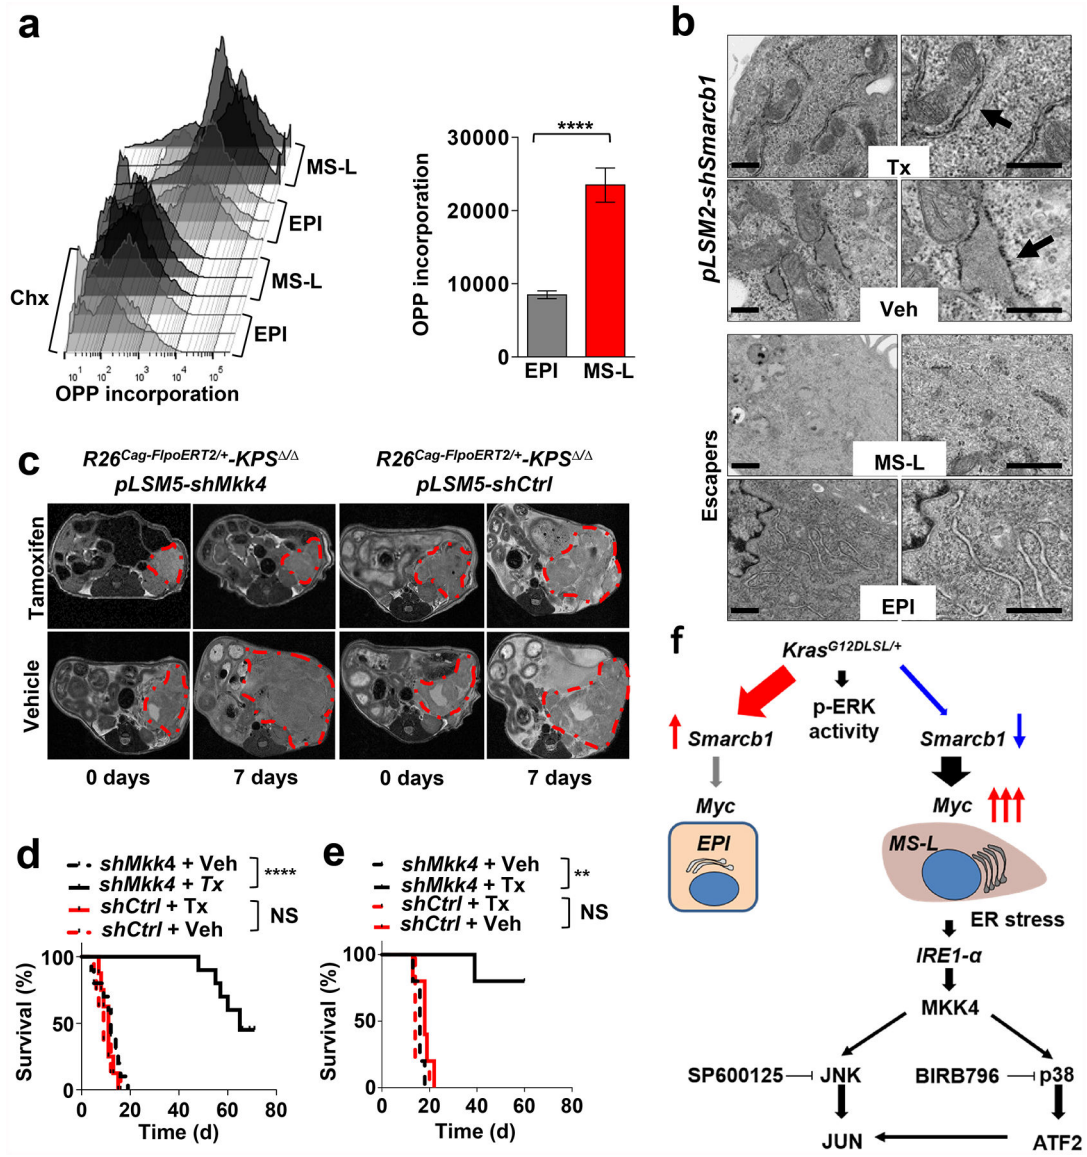 a
MS-L
EPI
MS-L
Chx
EPI
10¹ 10² 10³ 10⁴ 10⁵
OPP incorporation
OPP incorporation
30000
20000
10000
0
****
EPI MS-L
b
pLSM2-shSmarcb1
Tx
Veh
Escapers
MS-L
EPI
c
R26Cag-FlpoERT2/+-KPSΔ/Δ
pLSM5-shMkk4
R26Cag-FlpoERT2/+-KPSΔ/Δ
pLSM5-shCtrl
Tamoxifen
Vehicle
0 days 7 days 0 days 7 days
d
shMkk4 + Veh
shMkk4 + Tx
shCtrl + Tx
shCtrl + Veh
****
NS
Survival (%)
100
50
0
0 20 40 60 80
Time (d)
e
shMkk4 + Veh
shMkk4 + Tx
shCtrl + Tx
shCtrl + Veh
**
NS
Survival (%)
100
50
0
0 20 40 60 80
Time (d)
f
KrasG12DLSL/+
p-ERK
activity
Smarcb1
Smarcb1
Myc
Myc
EPI
MS-L
ER stress
IRE1-α
MKK4
SP600125 JNK
BIRB796 p38
JUN
ATF2